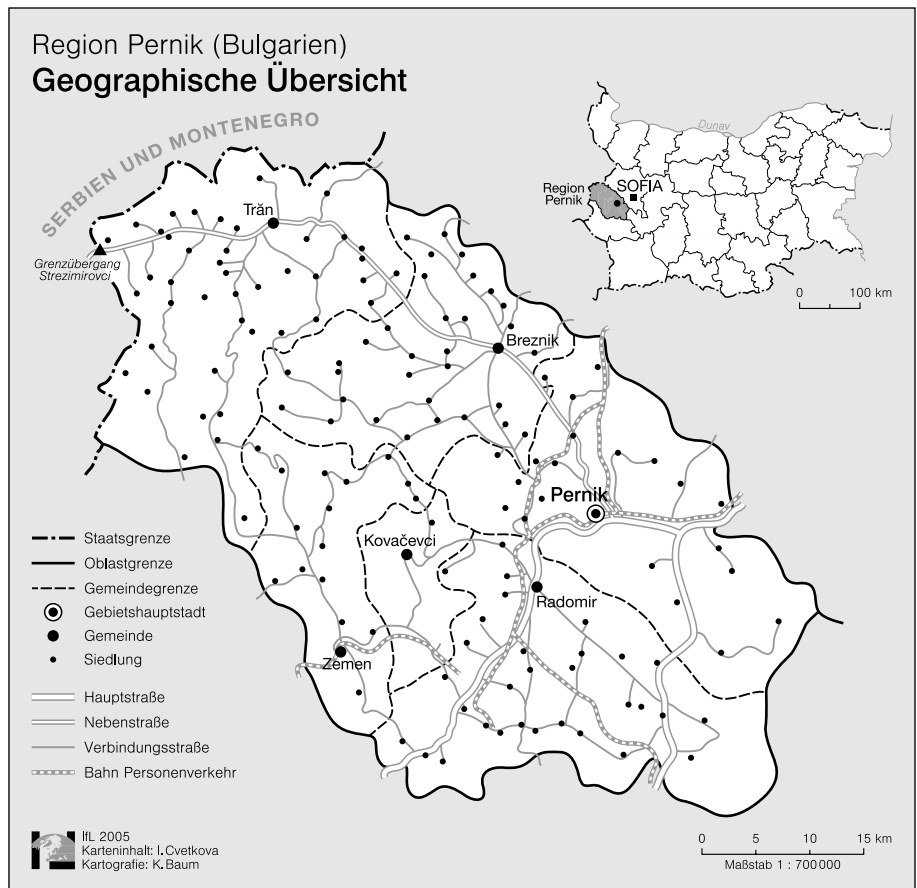 Region Pernik (Bulgarien)
Geographische Übersicht
SERBIEN UND MONTENEGRO
Dunav
Region
Pernik
SOFIA
0 100 km
Trăn
Grenzübergang
Strezimirovci
Breznik
Pernik
Kovačevci
Radomir
Zemen
Staatsgrenze
Oblastgrenze
Gemeindegrenze
Gebietshauptstadt
Gemeinde
Siedlung
Hauptstraße
Nebenstraße
Verbindungsstraße
Bahn Personenverkehr
IfL 2005
Karteninhalt: I. Cvetkova
Kartografie: K. Baum
0 5 10 15 km
Maßstab 1 : 700 000